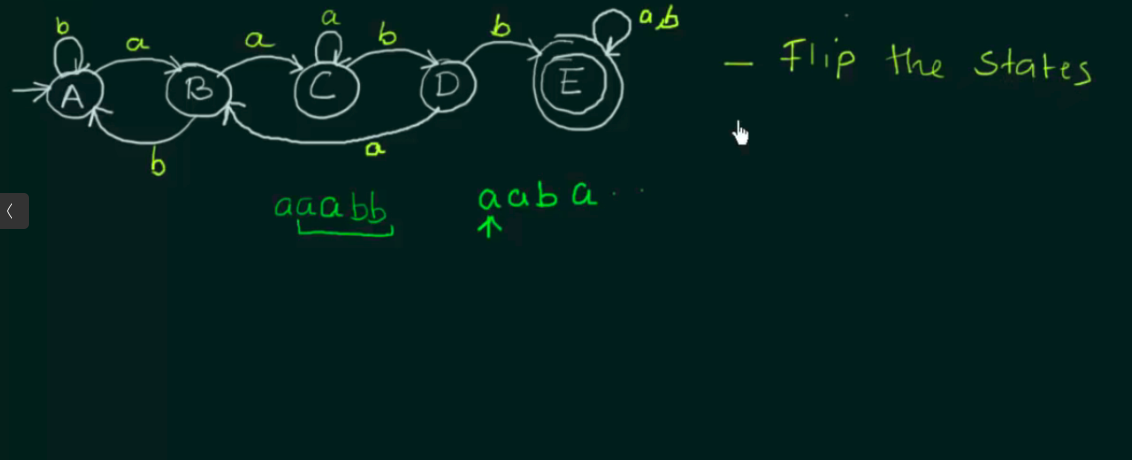 b a a a b b a,b
A B C D E
b a
– Flip the States
aaabb aaba..